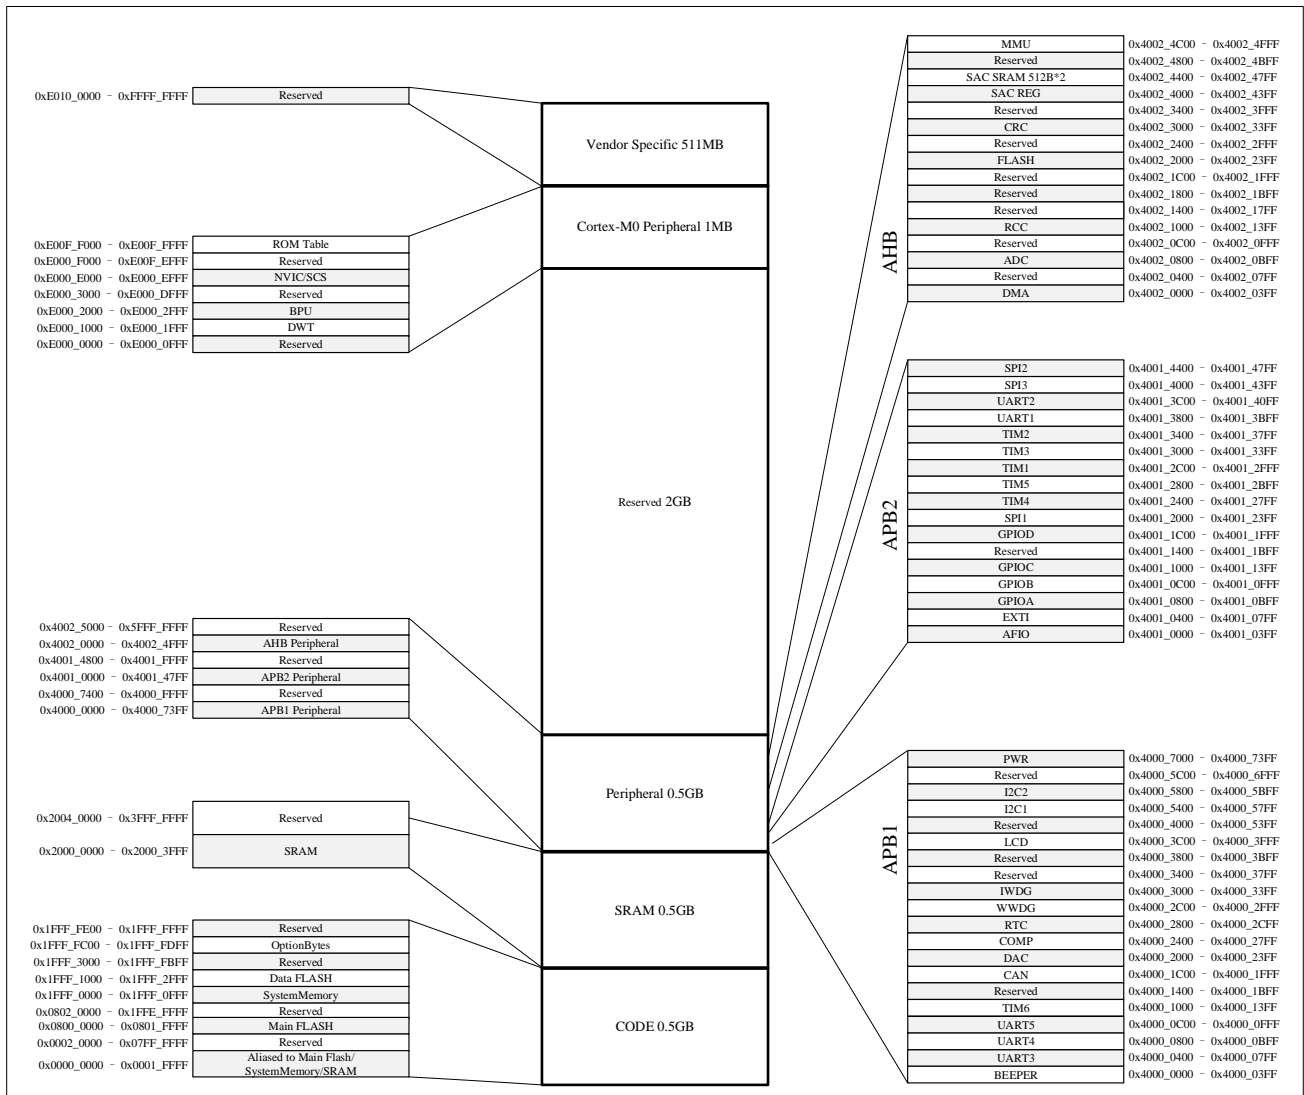 0xE010_0000 - 0xFFFF_FFFF Reserved
0xE00F_F000 - 0xE00F_FFFF ROM Table
0xE000_F000 - 0xE00F_EFFF Reserved
0xE000_E000 - 0xE000_EFFF NVIC/SCS
0xE000_3000 - 0xE000_DFFF Reserved
0xE000_2000 - 0xE000_2FFF BPU
0xE000_1000 - 0xE000_1FFF DWT
0xE000_0000 - 0xE000_0FFF Reserved
0x4002_5000 - 0x5FFF_FFFF Reserved
0x4002_0000 - 0x4002_4FFF AHB Peripheral
0x4001_4800 - 0x4001_FFFF Reserved
0x4001_0000 - 0x4001_47FF APB2 Peripheral
0x4000_7400 - 0x4000_FFFF Reserved
0x4000_0000 - 0x4000_73FF APB1 Peripheral
0x2004_0000 - 0x3FFF_FFFF Reserved
0x2000_0000 - 0x2000_3FFF SRAM
0x1FFF_FE00 - 0x1FFF_FFFF Reserved
0x1FFF_FC00 - 0x1FFF_FDFF OptionBytes
0x1FFF_3000 - 0x1FFF_FBFF Reserved
0x1FFF_1000 - 0x1FFF_2FFF Data FLASH
0x1FFF_0000 - 0x1FFF_0FFF SystemMemory
0x0802_0000 - 0x1FFE_FFFF Reserved
0x0800_0000 - 0x0801_FFFF Main FLASH
0x0002_0000 - 0x07FF_FFFF Reserved
0x0000_0000 - 0x0001_FFFF Aliased to Main Flash/
SystemMemory/SRAM
Vendor Specific 511MB
Cortex-M0 Peripheral 1MB
Reserved 2GB
Peripheral 0.5GB
SRAM 0.5GB
CODE 0.5GB
AHB
MMU 0x4002_4C00 - 0x4002_4FFF
Reserved 0x4002_4800 - 0x4002_4BFF
SAC SRAM 512B*2 0x4002_4400 - 0x4002_47FF
SAC REG 0x4002_4000 - 0x4002_43FF
Reserved 0x4002_3400 - 0x4002_3FFF
CRC 0x4002_3000 - 0x4002_33FF
Reserved 0x4002_2400 - 0x4002_2FFF
FLASH 0x4002_2000 - 0x4002_23FF
Reserved 0x4002_1C00 - 0x4002_1FFF
Reserved 0x4002_1800 - 0x4002_1BFF
Reserved 0x4002_1400 - 0x4002_17FF
RCC 0x4002_1000 - 0x4002_13FF
Reserved 0x4002_0C00 - 0x4002_0FFF
ADC 0x4002_0800 - 0x4002_0BFF
Reserved 0x4002_0400 - 0x4002_07FF
DMA 0x4002_0000 - 0x4002_03FF
APB2
SPI2 0x4001_4400 - 0x4001_47FF
SPI3 0x4001_4000 - 0x4001_43FF
UART2 0x4001_3C00 - 0x4001_40FF
UART1 0x4001_3800 - 0x4001_3BFF
TIM2 0x4001_3400 - 0x4001_37FF
TIM3 0x4001_3000 - 0x4001_33FF
TIM1 0x4001_2C00 - 0x4001_2FFF
TIM5 0x4001_2800 - 0x4001_2BFF
TIM4 0x4001_2400 - 0x4001_27FF
SPI1 0x4001_2000 - 0x4001_23FF
GPIOD 0x4001_1C00 - 0x4001_1FFF
Reserved 0x4001_1400 - 0x4001_1BFF
GPIOC 0x4001_1000 - 0x4001_13FF
GPIOB 0x4001_0C00 - 0x4001_0FFF
GPIOA 0x4001_0800 - 0x4001_0BFF
EXTI 0x4001_0400 - 0x4001_07FF
AFIO 0x4001_0000 - 0x4001_03FF
APB1
PWR 0x4000_7000 - 0x4000_73FF
Reserved 0x4000_5C00 - 0x4000_6FFF
I2C2 0x4000_5800 - 0x4000_5BFF
I2C1 0x4000_5400 - 0x4000_57FF
Reserved 0x4000_4000 - 0x4000_53FF
LCD 0x4000_3C00 - 0x4000_3FFF
Reserved 0x4000_3800 - 0x4000_3BFF
Reserved 0x4000_3400 - 0x4000_37FF
IWDG 0x4000_3000 - 0x4000_33FF
WWDG 0x4000_2C00 - 0x4000_2FFF
RTC 0x4000_2800 - 0x4000_2CFF
COMP 0x4000_2400 - 0x4000_27FF
DAC 0x4000_2000 - 0x4000_23FF
CAN 0x4000_1C00 - 0x4000_1FFF
Reserved 0x4000_1400 - 0x4000_1BFF
TIM6 0x4000_1000 - 0x4000_13FF
UART5 0x4000_0C00 - 0x4000_0FFF
UART4 0x4000_0800 - 0x4000_0BFF
UART3 0x4000_0400 - 0x4000_07FF
BEEPER 0x4000_0000 - 0x4000_03FF